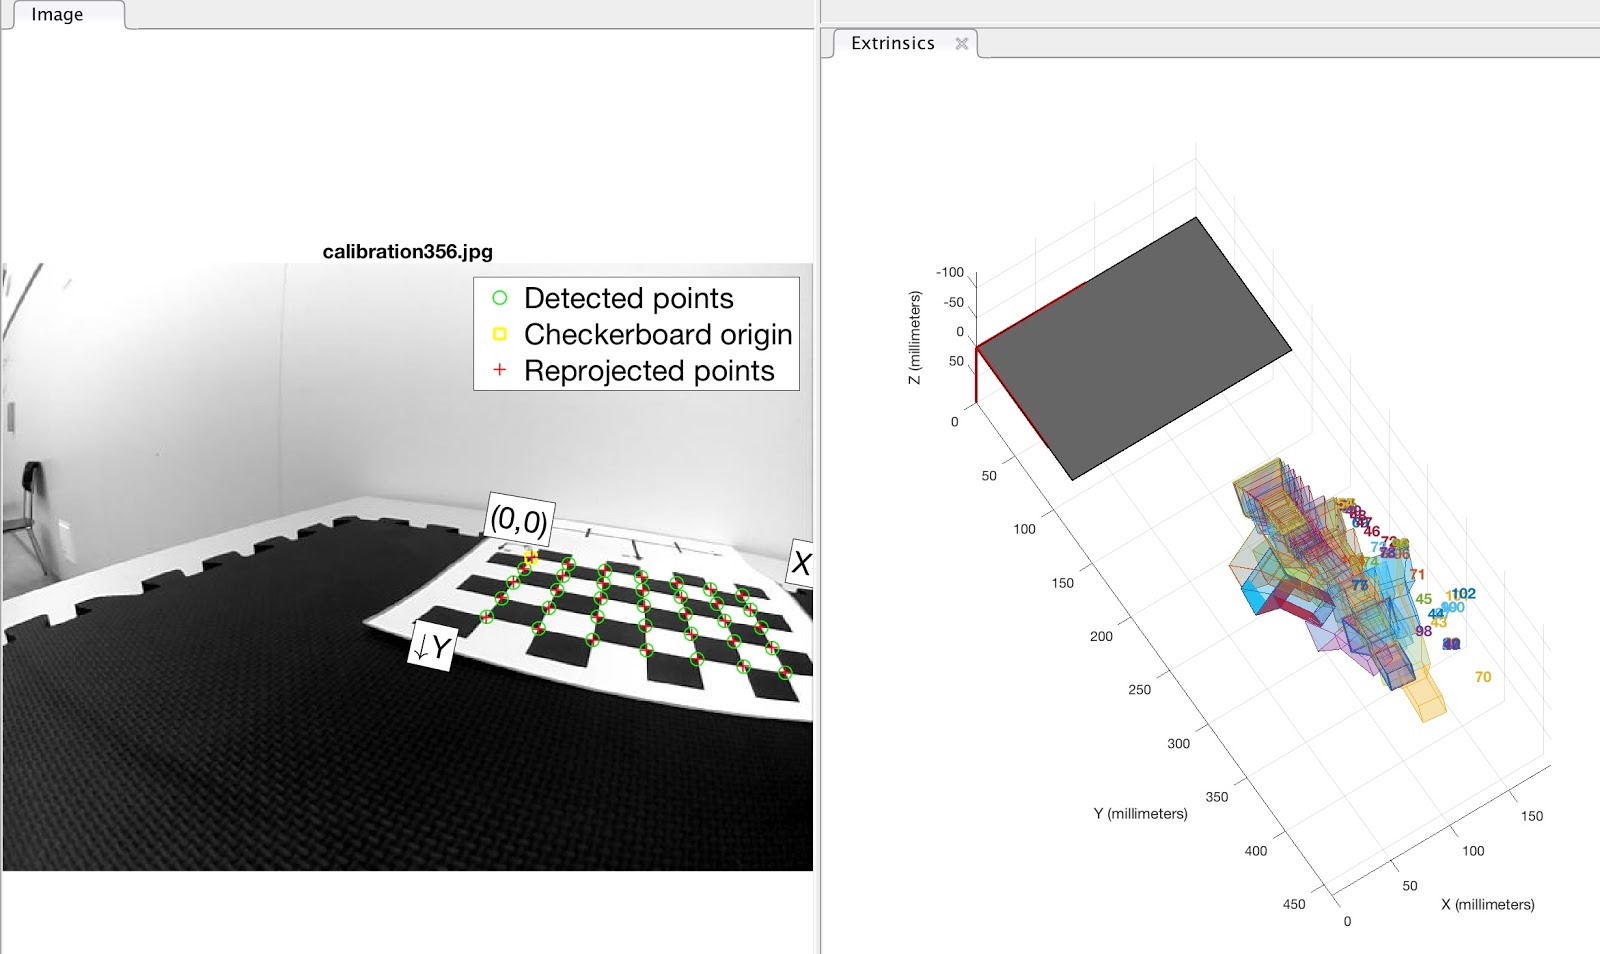 Image
calibration356.jpg
Detected points
Checkerboard origin
Reprojected points
(0,0)
X
↓Y
Extrinsics
Z (millimeters)
-100
-50
0
50
0
50
100
150
200
250
300
350
400
450
Y (millimeters)
0
50
100
150
X (millimeters)
46
71
45
102
44
43
98
70